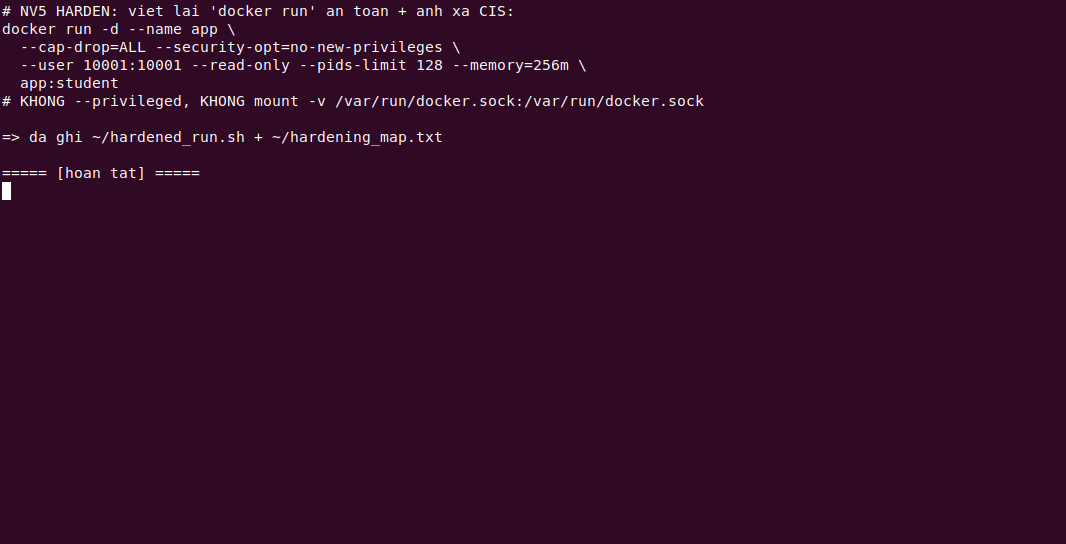 # NV5 HARDEN: viet lai 'docker run' an toan + anh xa CIS:
docker run -d --name app \
  --cap-drop=ALL --security-opt=no-new-privileges \
  --user 10001:10001 --read-only --pids-limit 128 --memory=256m \
  app:student
# KHONG --privileged, KHONG mount -v /var/run/docker.sock:/var/run/docker.sock
=> da ghi ~/hardened_run.sh + ~/hardening_map.txt
===== [hoan tat] =====